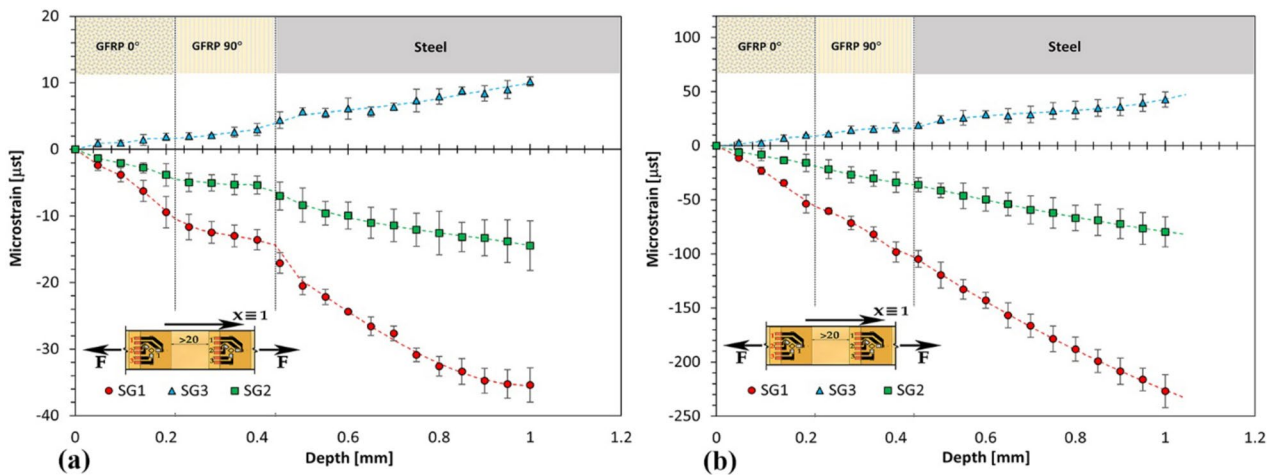 20
10
0
-10
-20
-30
-40
Microstrain [µst]
GFRP 0°
GFRP 90°
Steel
x≡1
>20
F
F
SG1
SG3
SG2
0
0.2
0.4
0.6
0.8
1
1.2
(a)
Depth [mm]
100
50
0
-50
-100
-150
-200
-250
Microstrain [µst]
GFRP 0°
GFRP 90°
Steel
x≡1
>20
F
F
SG1
SG3
SG2
0
0.2
0.4
0.6
0.8
1
1.2
(b)
Depth [mm]